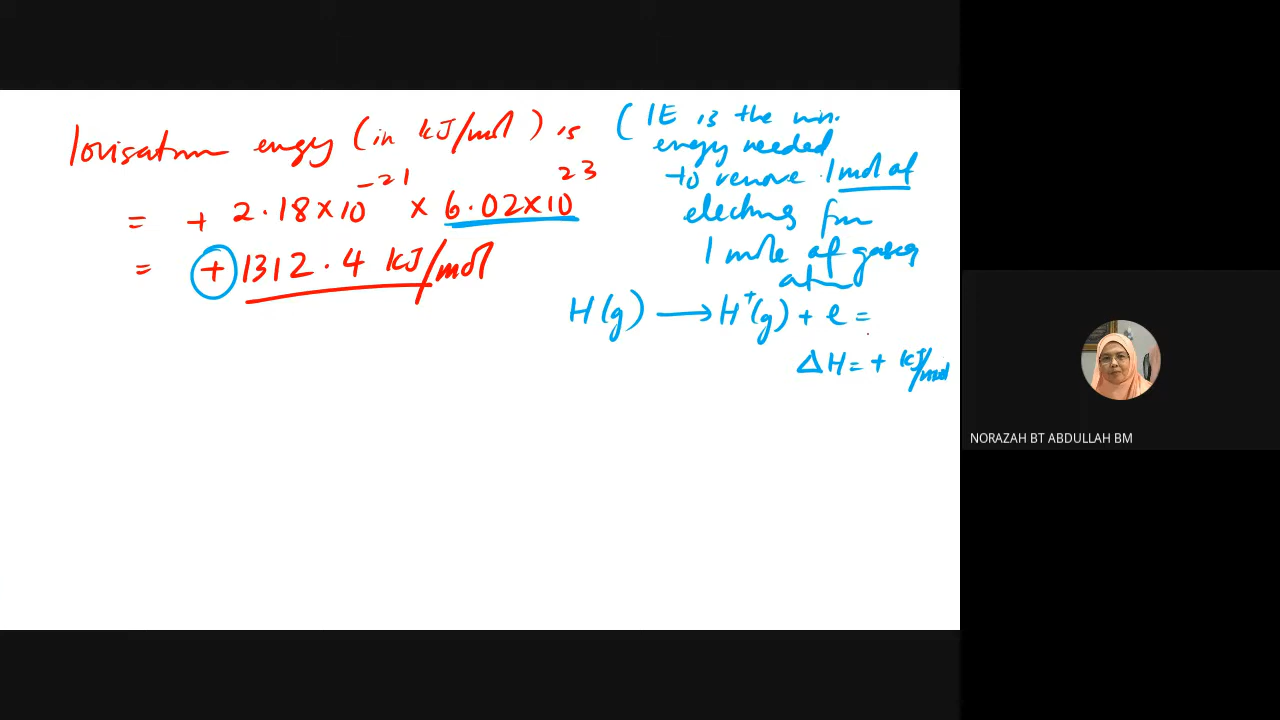 Ionisation energy (in kJ/mol) is
= + 2.18×10⁻²¹ × 6.02×10²³
= + 1312.4 kJ/mol
( IE is the min.
energy needed
to remove 1 mol of
electrons from
1 mole of gaseous
atom
H(g) ⟶ H⁺(g) + e =
ΔH = + kJ/mol
NORAZAH BT ABDULLAH BM